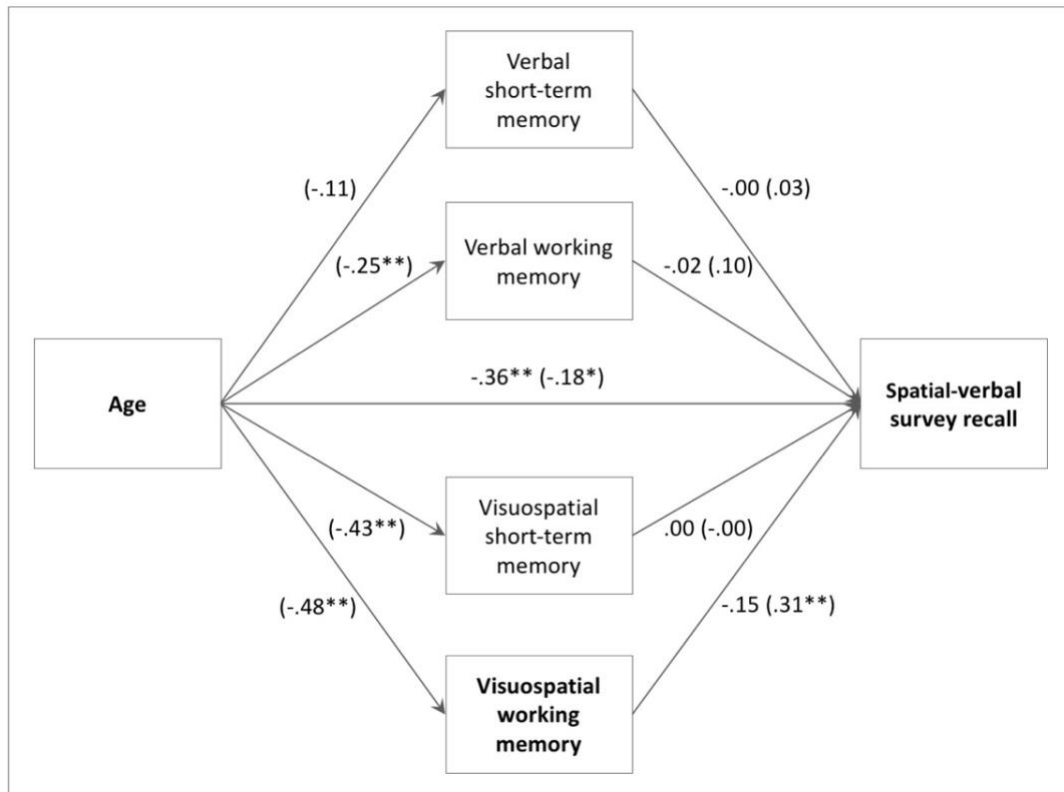 Verbal
short-term
memory
(-.11)
-.00 (.03)
Verbal working
memory
(-.25**)
-.02 (.10)
Age
-.36** (-.18*)
Spatial-verbal
survey recall
Visuospatial
short-term
memory
(-.43**)
.00 (-.00)
(-.48**)
-.15 (.31**)
Visuospatial
working
memory